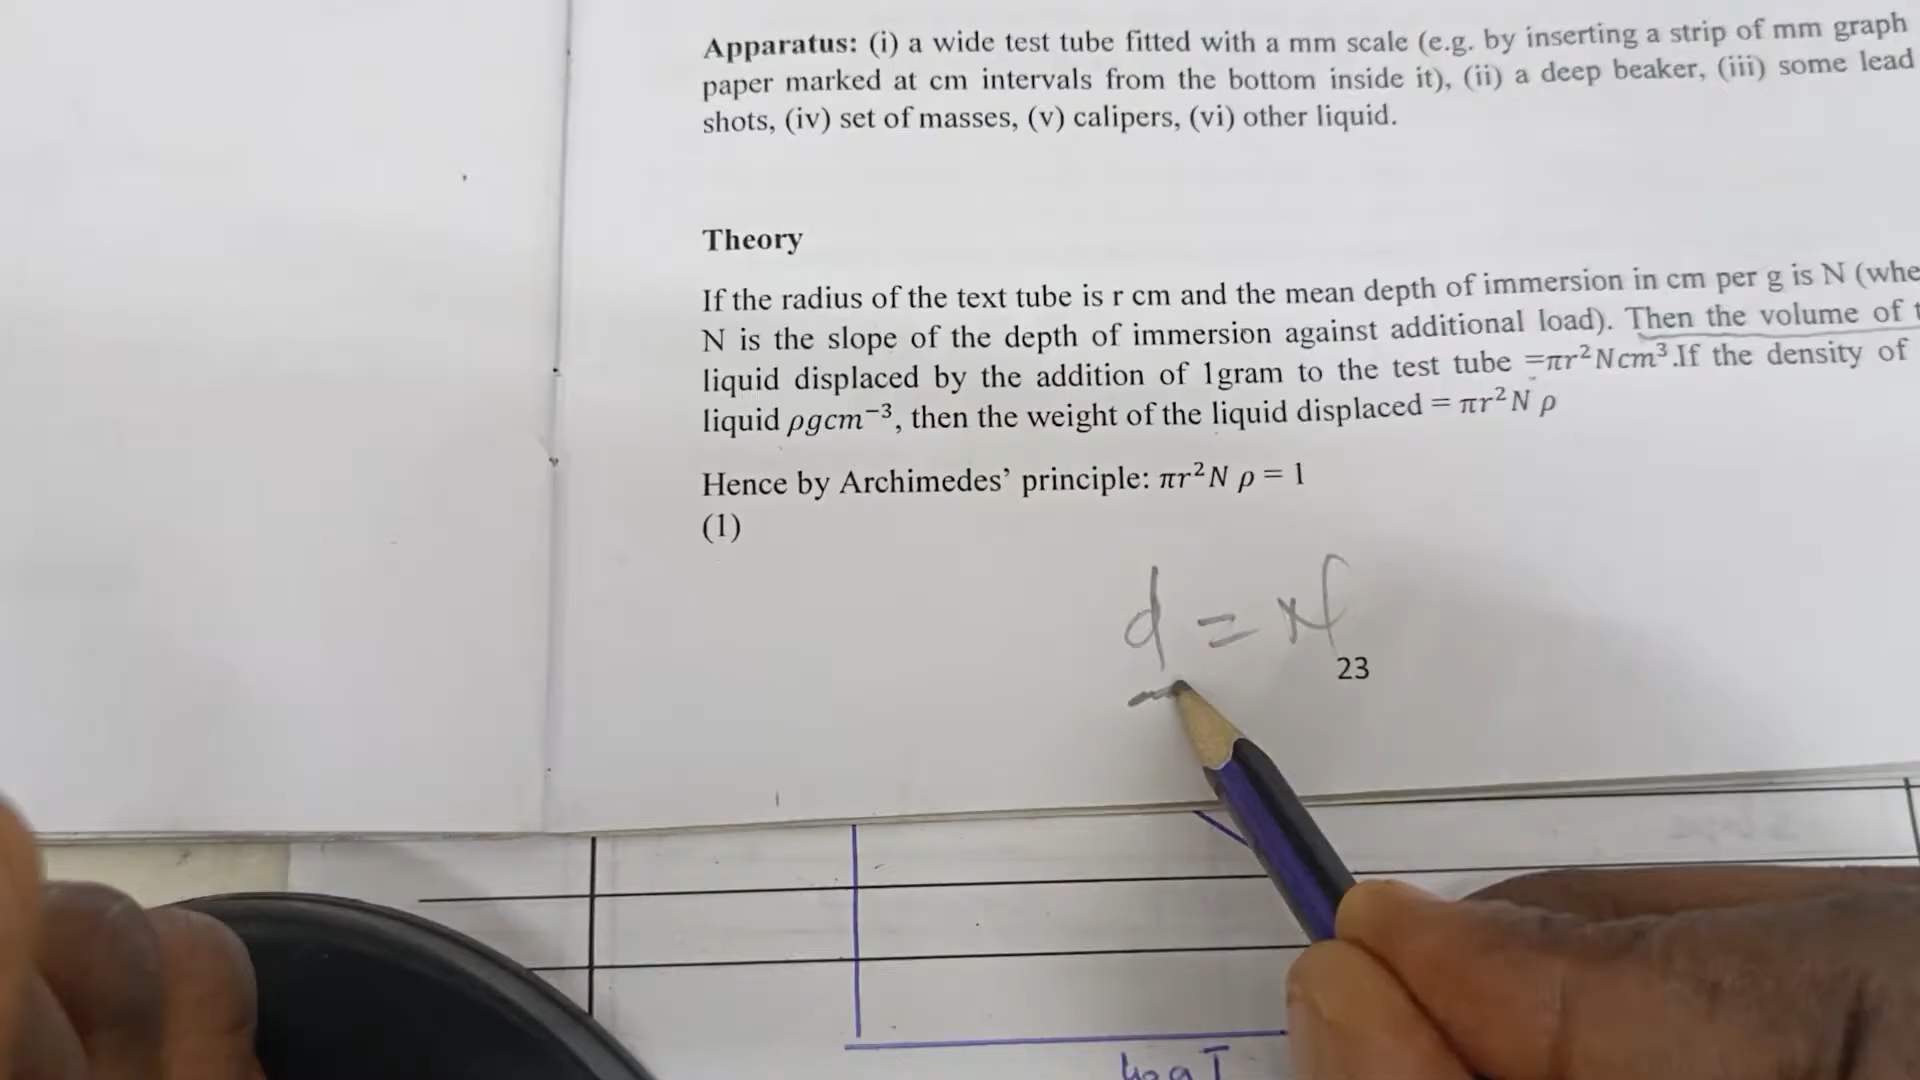 Apparatus: (i) a wide test tube fitted with a mm scale (e.g. by inserting a strip of mm graph
paper marked at cm intervals from the bottom inside it), (ii) a deep beaker, (iii) some lead
shots, (iv) set of masses, (v) calipers, (vi) other liquid.
Theory
If the radius of the text tube is r cm and the mean depth of immersion in cm per g is N (whe
N is the slope of the depth of immersion against additional load). Then the volume of t
liquid displaced by the addition of 1gram to the test tube =πr²Ncm³.If the density of
liquid ρgcm⁻³, then the weight of the liquid displaced = πr²N ρ
Hence by Archimedes’ principle: πr²N ρ = 1
(1)
d =
23
log T